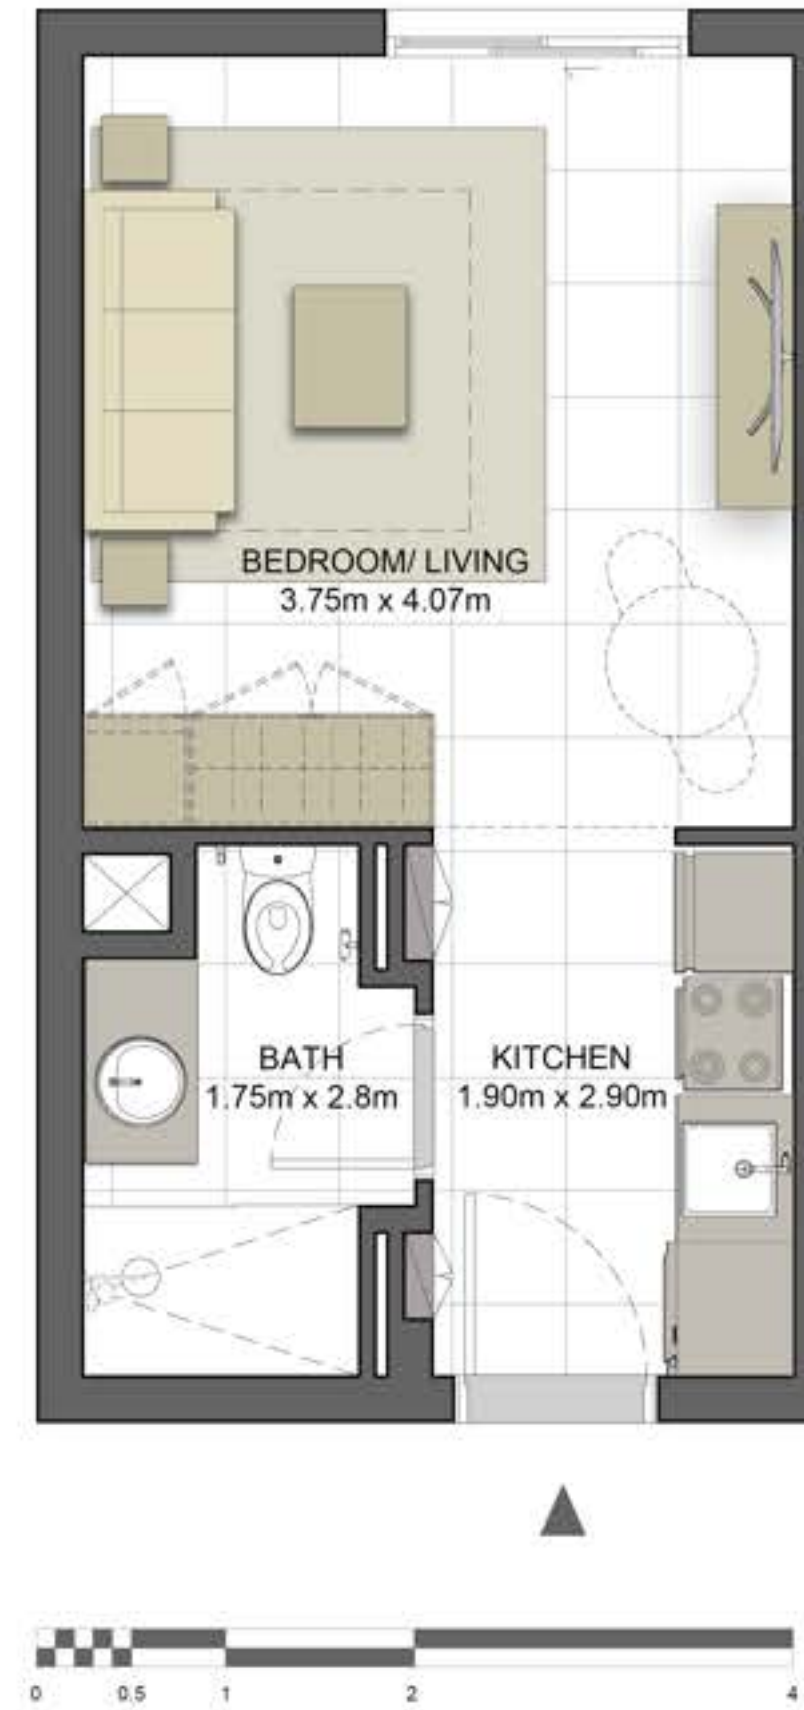 BEDROOM/ LIVING
3.75m x 4.07m
BATH
1.75m x 2.8m
KITCHEN
1.90m x 2.90m
0 0.5 1 2 4